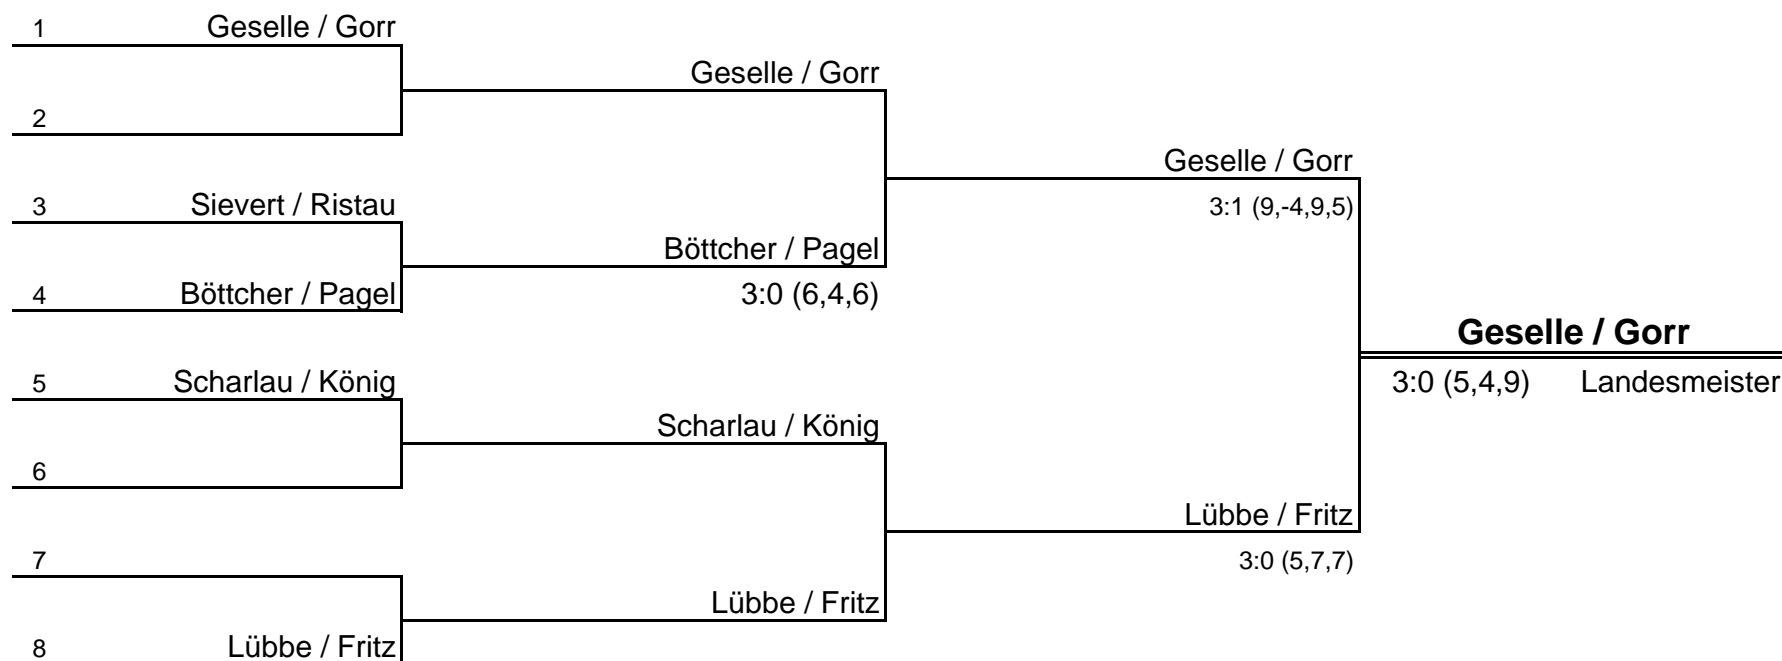 1 Geselle / Gorr
Geselle / Gorr
2
Geselle / Gorr
3 Sievert / Ristau
3:1 (9,-4,9,5)
Böttcher / Pagel
4 Böttcher / Pagel
3:0 (6,4,6)
Geselle / Gorr
5 Scharlau / König
3:0 (5,4,9) Landesmeister
Scharlau / König
6
Lübbe / Fritz
7
3:0 (5,7,7)
Lübbe / Fritz
8 Lübbe / Fritz